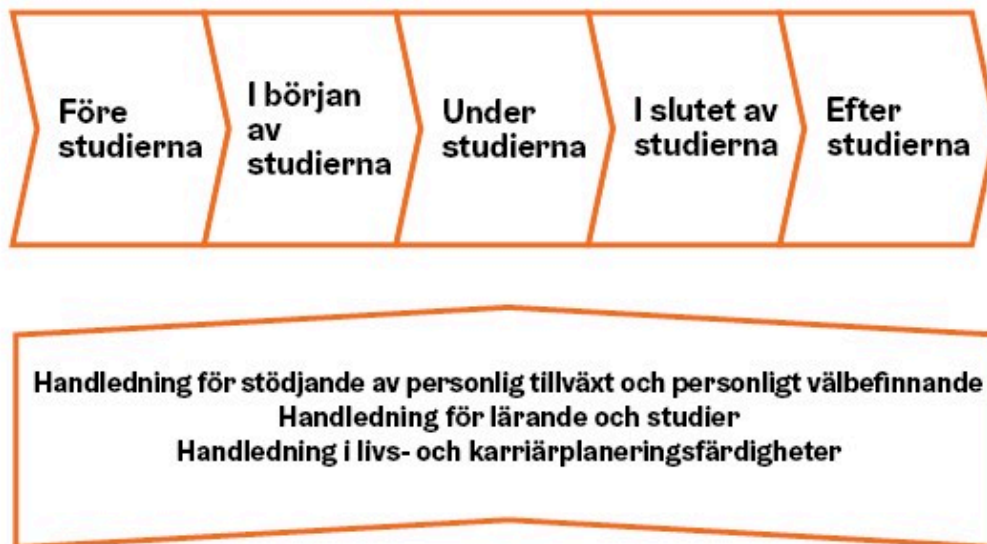 Före
studierna
I början
av
studierna
Under
studierna
I slutet av
studierna
Efter
studierna
Handledning för stödjande av personlig tillväxt och personligt välbefinnande
Handledning för lärande och studier
Handledning i livs- och karriärplaneringsfärdigheter